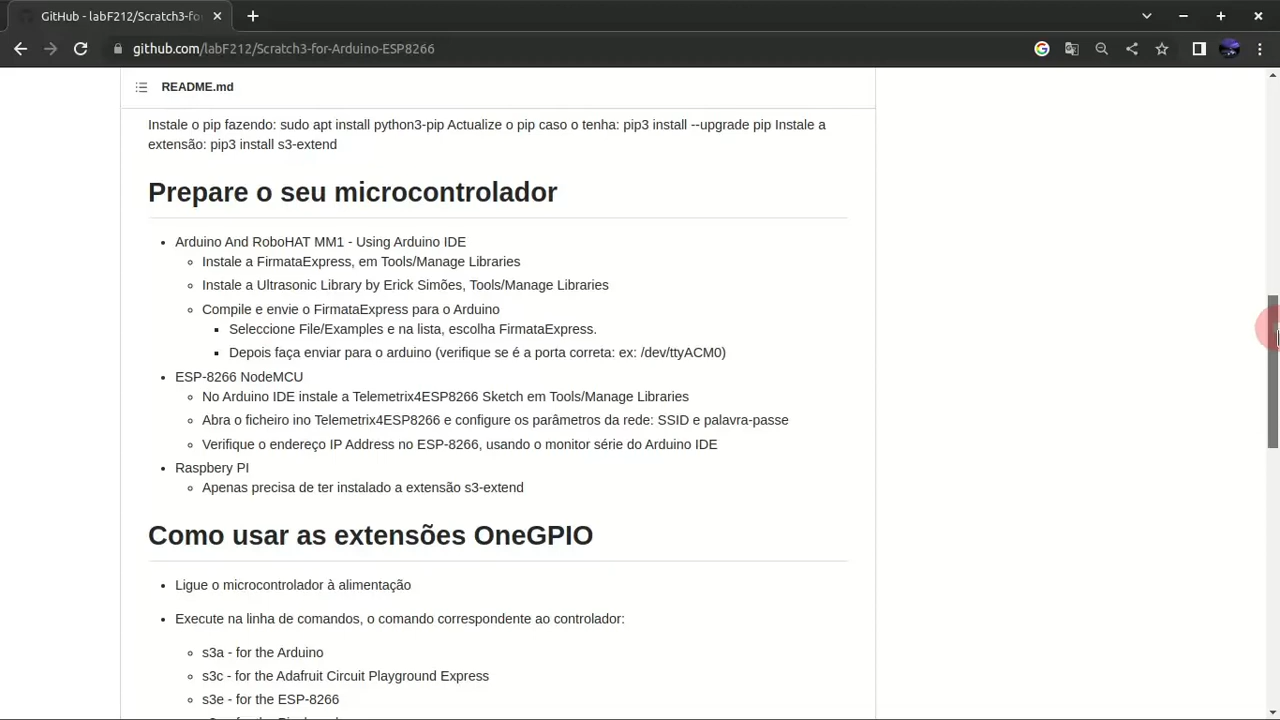 GitHub - labF212/Scratch3-fo
github.com/labF212/Scratch3-for-Arduino-ESP8266
README.md
Instale o pip fazendo: sudo apt install python3-pip Actualize o pip caso o tenha: pip3 install --upgrade pip Instale a
extensão: pip3 install s3-extend
Prepare o seu microcontrolador
Arduino And RoboHAT MM1 - Using Arduino IDE
Instale a FirmataExpress, em Tools/Manage Libraries
Instale a Ultrasonic Library by Erick Simões, Tools/Manage Libraries
Compile e envie o FirmataExpress para o Arduino
Seleccione File/Examples e na lista, escolha FirmataExpress.
Depois faça enviar para o arduino (verifique se é a porta correta: ex: /dev/ttyACM0)
ESP-8266 NodeMCU
No Arduino IDE instale a Telemetrix4ESP8266 Sketch em Tools/Manage Libraries
Abra o ficheiro ino Telemetrix4ESP8266 e configure os parâmetros da rede: SSID e palavra-passe
Verifique o endereço IP Address no ESP-8266, usando o monitor série do Arduino IDE
Raspbery PI
Apenas precisa de ter instalado a extensão s3-extend
Como usar as extensões OneGPIO
Ligue o microcontrolador à alimentação
Execute na linha de comandos, o comando correspondente ao controlador:
s3a - for the Arduino
s3c - for the Adafruit Circuit Playground Express
s3e - for the ESP-8266